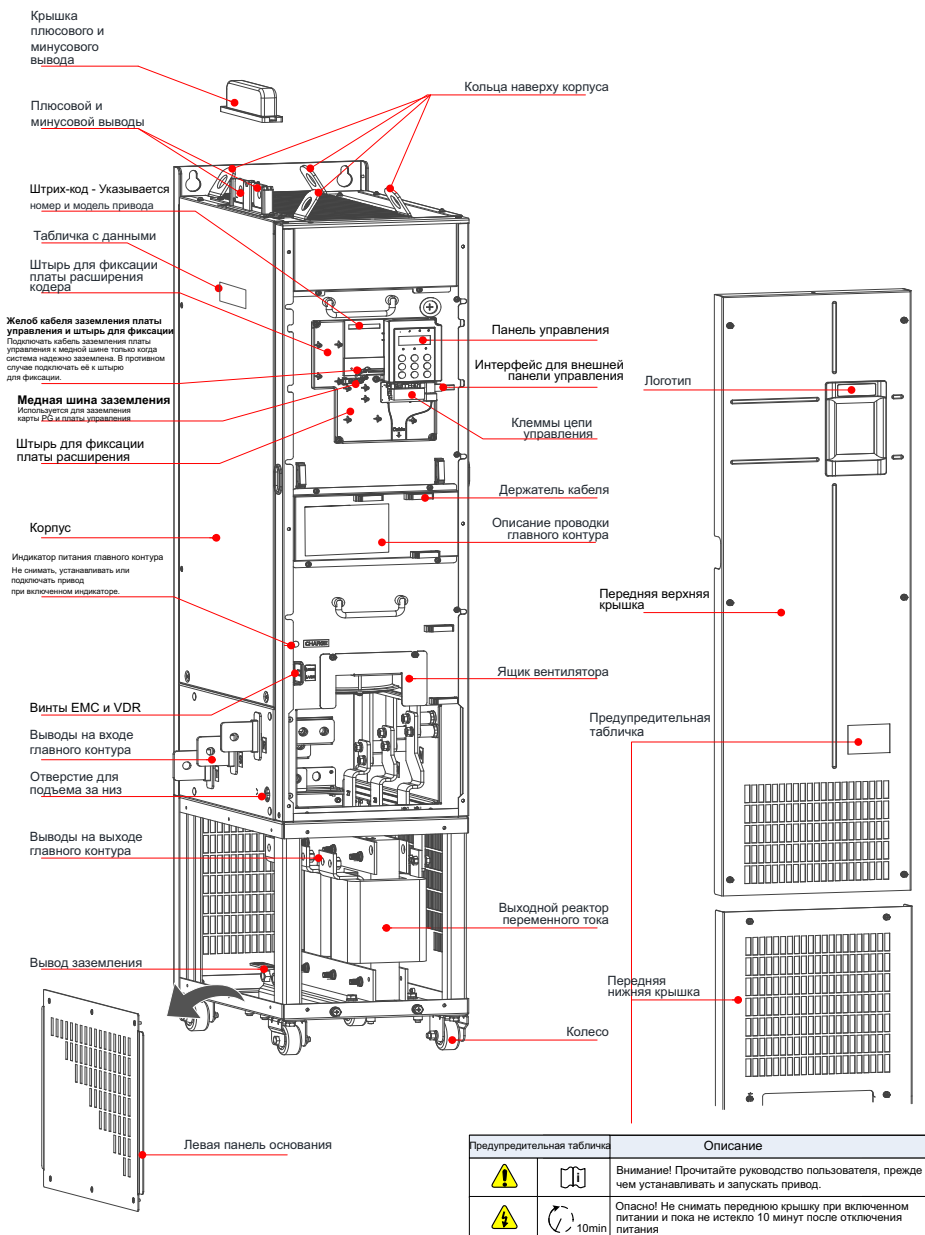 Крышка
плюсового и
минусового
вывода
Плюсовой и
минусовой выводы
Кольца наверху корпуса
Штрих-код - Указывается
номер и модель привода
Табличка с данными
Штырь для фиксации
платы расширения
кодера
Желоб кабеля заземления платы
управления и штырь для фиксации
Подключать кабель заземления платы
управления к медной шине только когда
система надежно заземлена. В противном
случае подключать её к штырю
для фиксации.
Медная шина заземления
Используется для заземления
карты PG и платы управления
Штырь для фиксации
платы расширения
Корпус
Индикатор питания главного контура
Не снимать, устанавливать или
подключать привод
при включенном индикаторе.
CHARGE
Винты EMC и VDR
Выводы на входе
главного контура
Отверстие для
подъема за низ
Выводы на выходе
главного контура
Вывод заземления
Левая панель основания
Панель управления
Интерфейс для внешней
панели управления
Клеммы цепи
управления
Держатель кабеля
Описание проводки
главного контура
Ящик вентилятора
Выходной реактор
переменного тока
Колесо
Логотип
Передняя верхняя
крышка
Предупредительная
табличка
Передняя
нижняя крышка
Предупредительная табличка Описание
Внимание! Прочитайте руководство пользователя, прежде
чем устанавливать и запускать привод.
10min
Опасно! Не снимать переднюю крышку при включенном
питании и пока не истекло 10 минут после отключения
питания